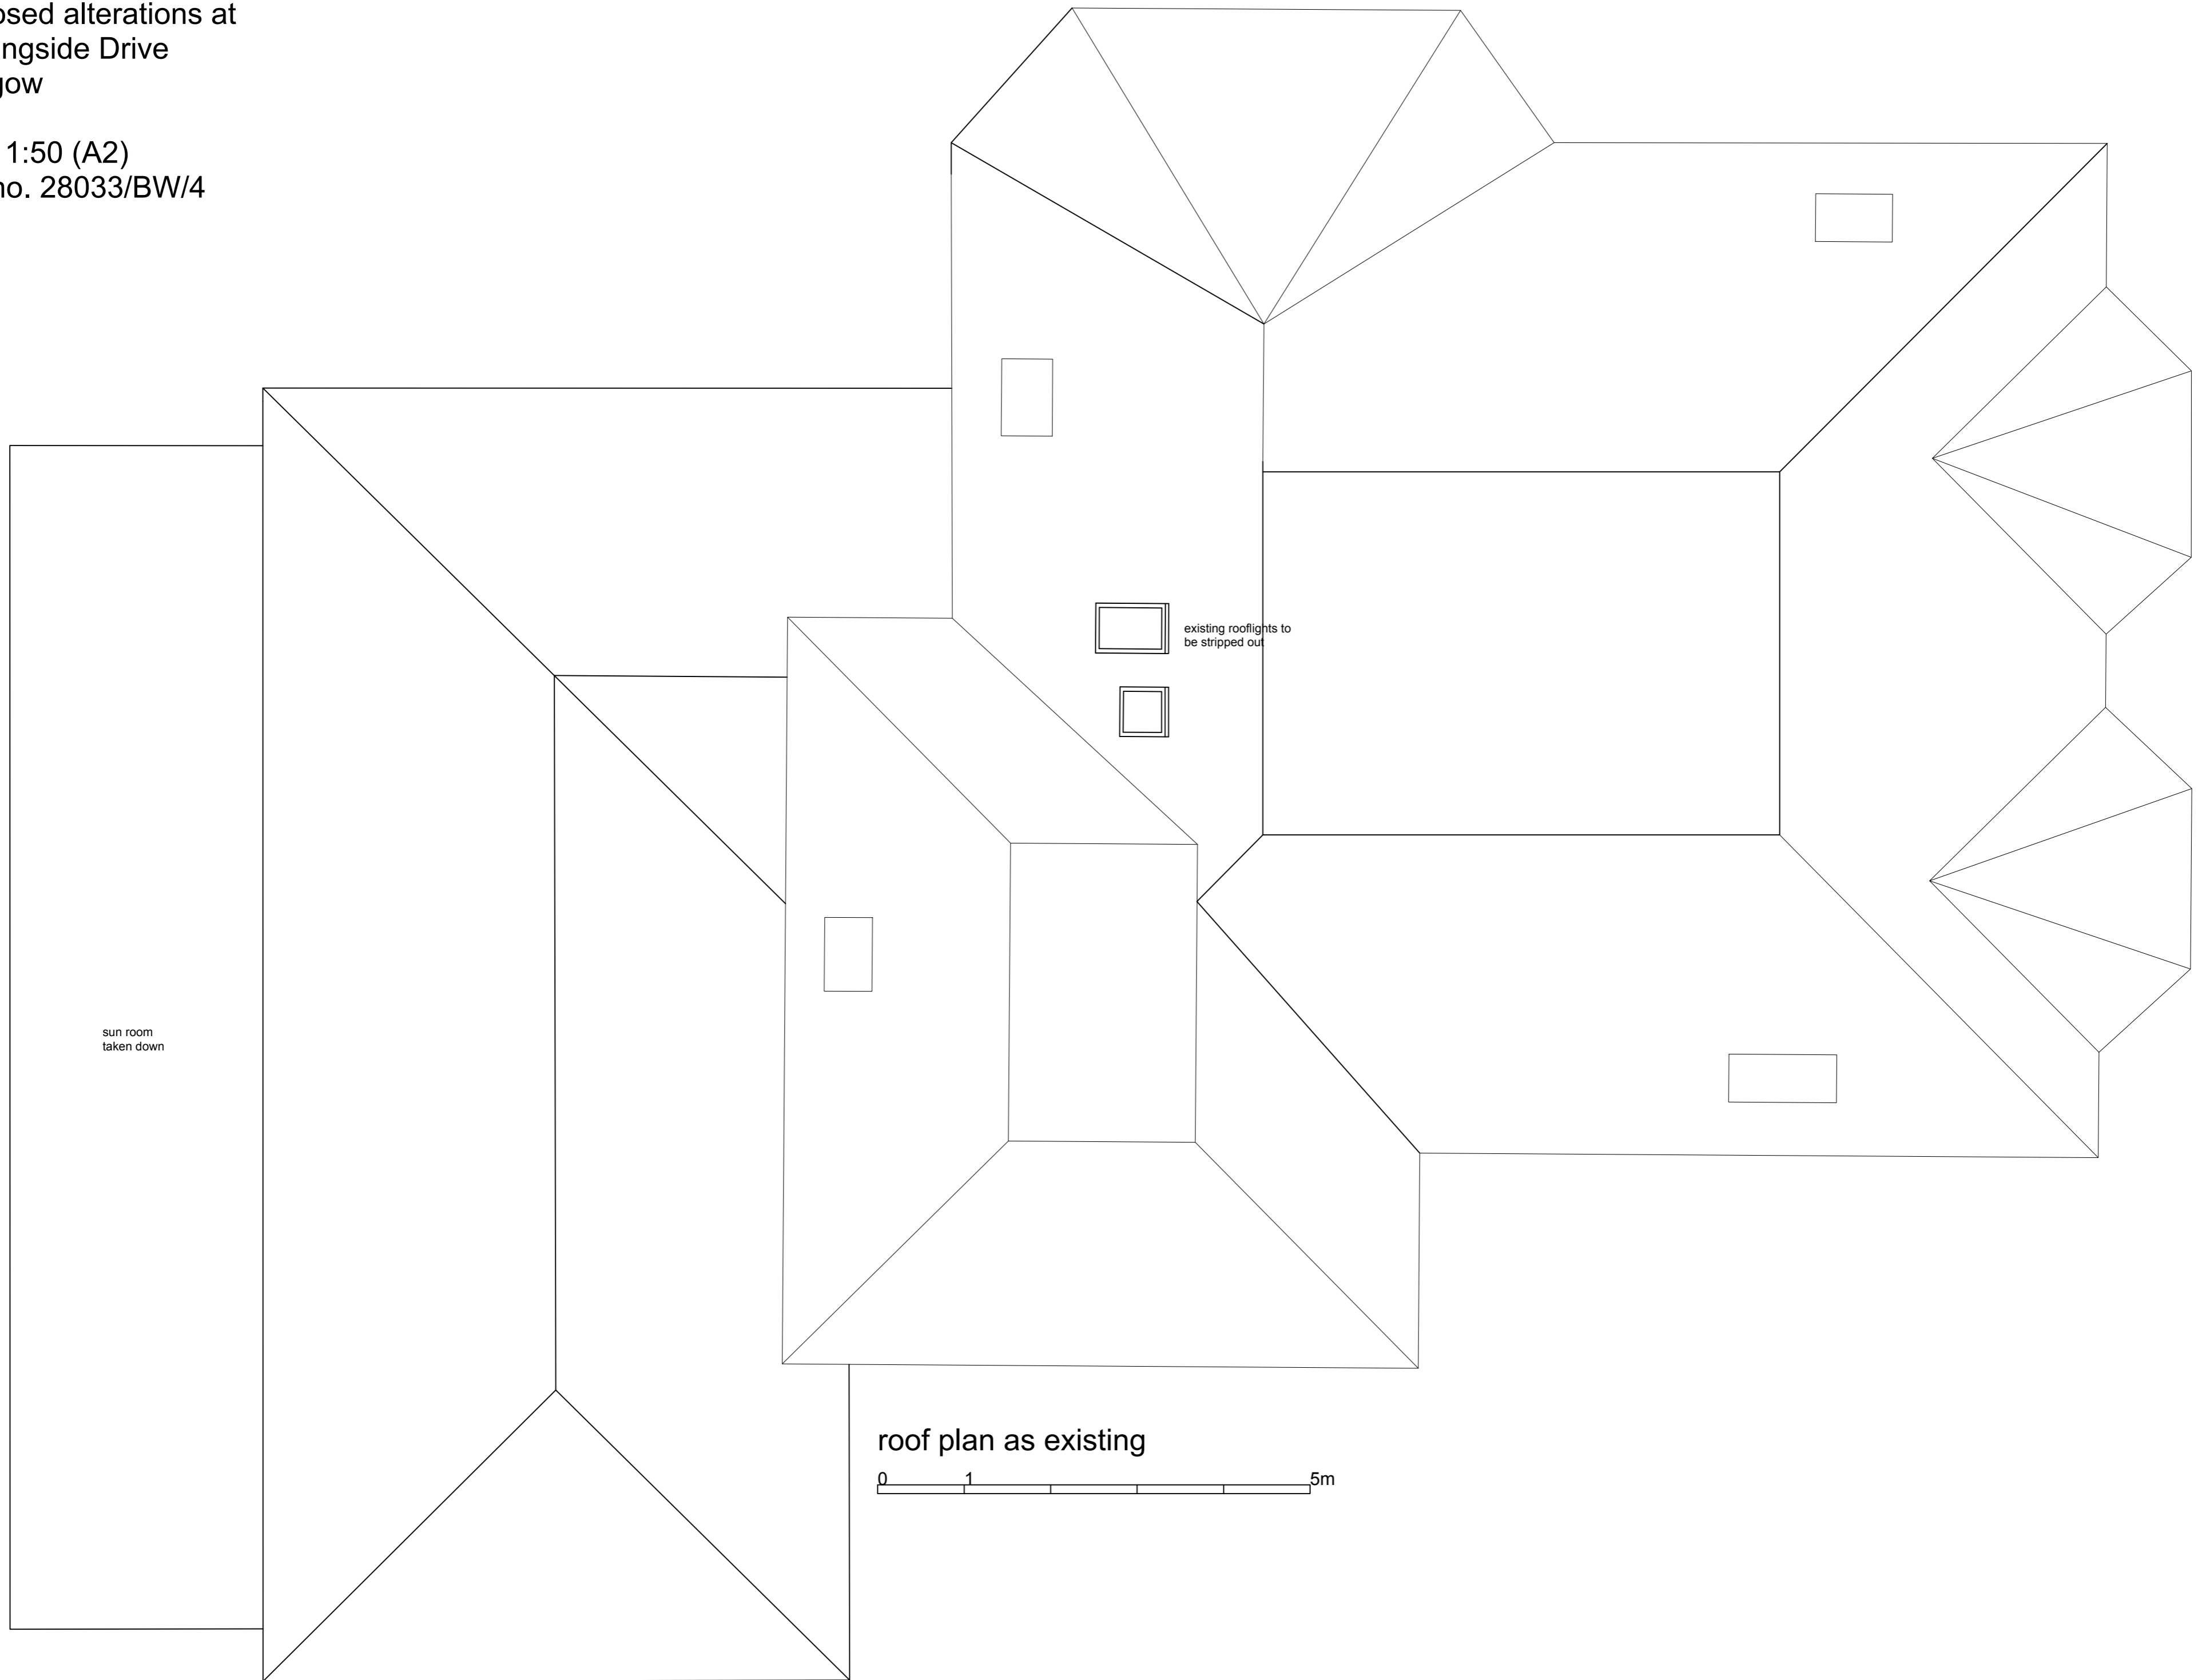 osed alterations at
ngside Drive
gow
1:50 (A2)
no. 28033/BW/4
existing rooflights to
be stripped out
sun room
taken down
roof plan as existing
0 1 5m